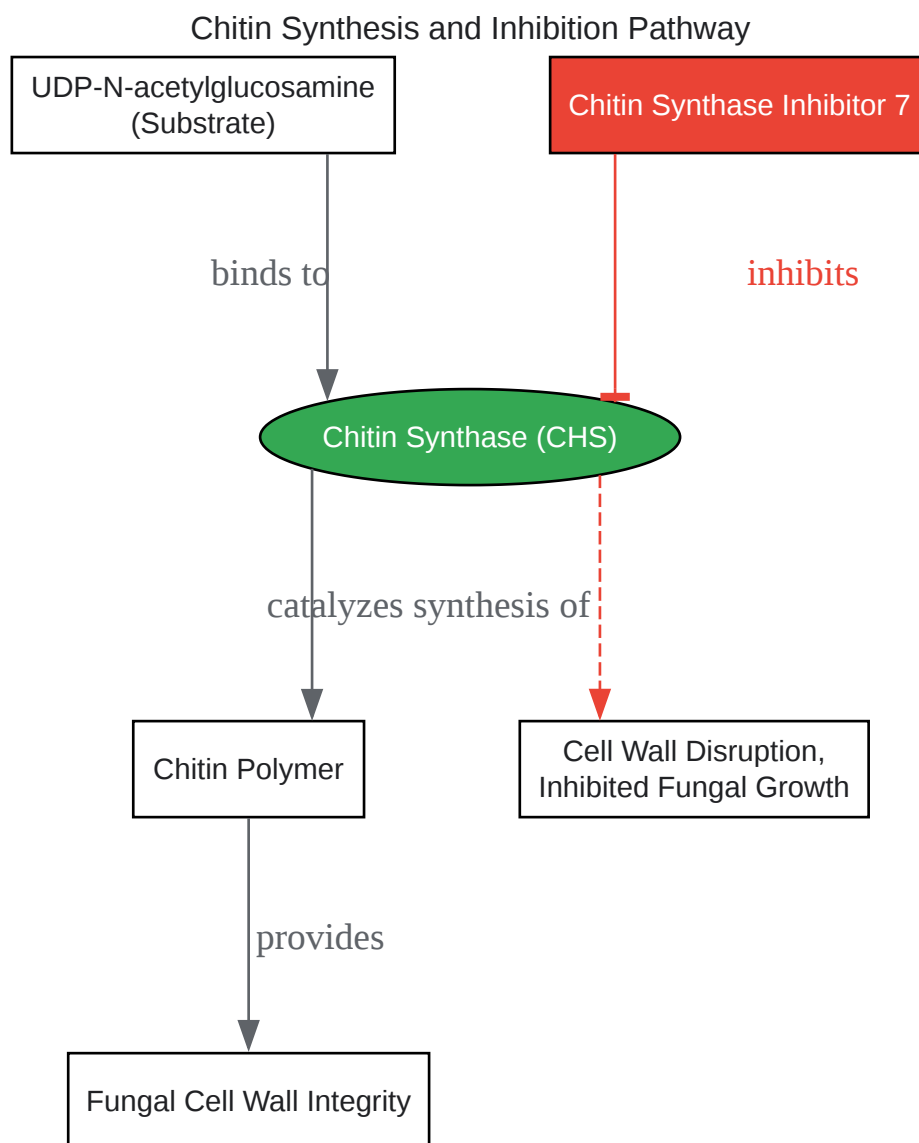 Chitin Synthesis and Inhibition Pathway
UDP-N-acetylglucosamine
(Substrate)
Chitin Synthase Inhibitor 7
binds to
inhibits
Chitin Synthase (CHS)
catalyzes synthesis of
Chitin Polymer
Cell Wall Disruption,
Inhibited Fungal Growth
provides
Fungal Cell Wall Integrity